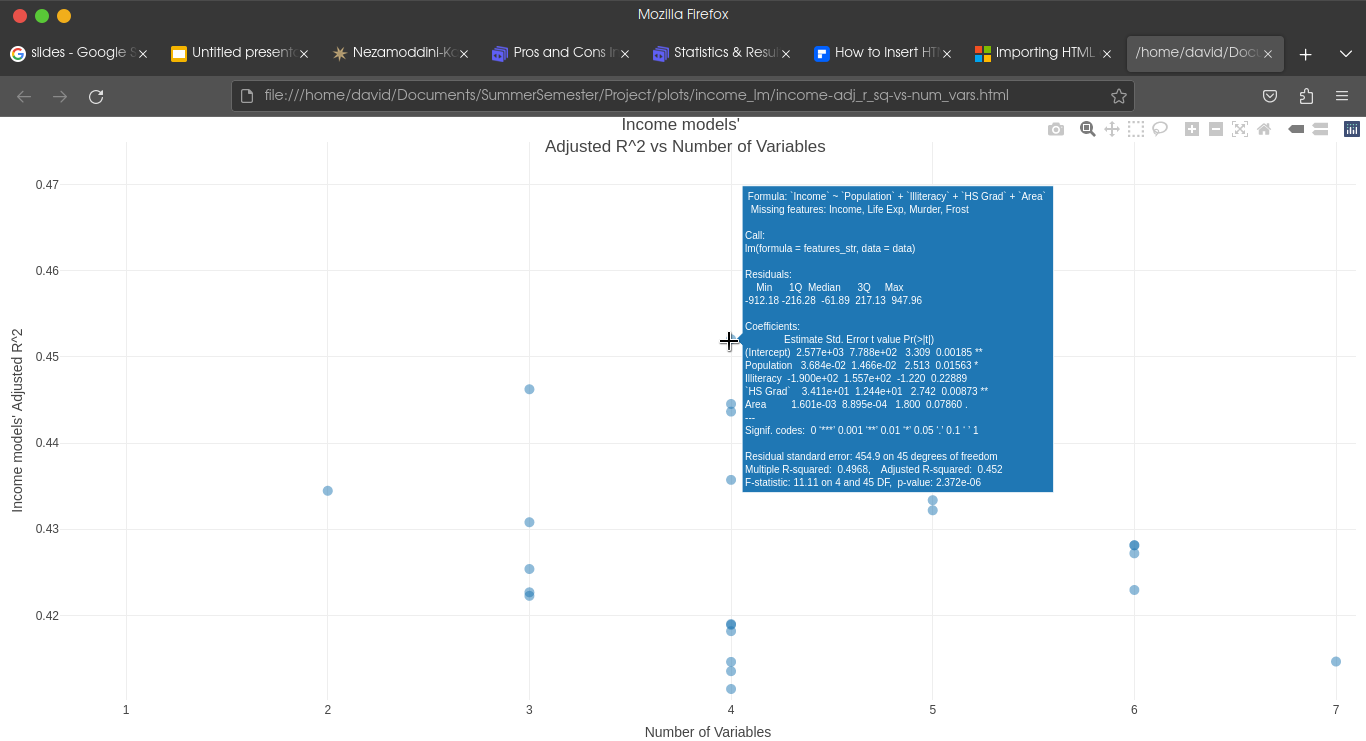 Mozilla Firefox
slides - Google S
Untitled present
Nezamoddini-Ka
Pros and Cons In
Statistics & Resul
How to Insert HT
Importing HTML
/home/david/Docu
file:///home/david/Documents/SummerSemester/Project/plots/income_lm/income-adj_r_sq-vs-num_vars.html
Income models'
Adjusted R^2 vs Number of Variables
0.47
0.46
0.45
0.44
0.43
0.42
Income models' Adjusted R^2
Formula: `Income` ~ `Population` + `Illiteracy` + `HS Grad` + `Area`
Missing features: Income, Life Exp, Murder, Frost
Call:
lm(formula = features_str, data = data)
Residuals:
Min 1Q Median 3Q Max
-912.18 -216.28 -61.89 217.13 947.96
Coefficients:
Estimate Std. Error t value Pr(>|t|)
(Intercept) 2.577e+03 7.788e+02 3.309 0.00185 **
Population 3.684e-02 1.466e-02 2.513 0.01563 *
Illiteracy -1.900e+02 1.557e+02 -1.220 0.22889
`HS Grad` 3.411e+01 1.244e+01 2.742 0.00873 **
Area 1.601e-03 8.895e-04 1.800 0.07860 .
---
Signif. codes: 0 '***' 0.001 '**' 0.01 '*' 0.05 '.' 0.1 ' ' 1
Residual standard error: 454.9 on 45 degrees of freedom
Multiple R-squared: 0.4968, Adjusted R-squared: 0.452
F-statistic: 11.11 on 4 and 45 DF, p-value: 2.372e-06
1 2 3 4 5 6 7
Number of Variables